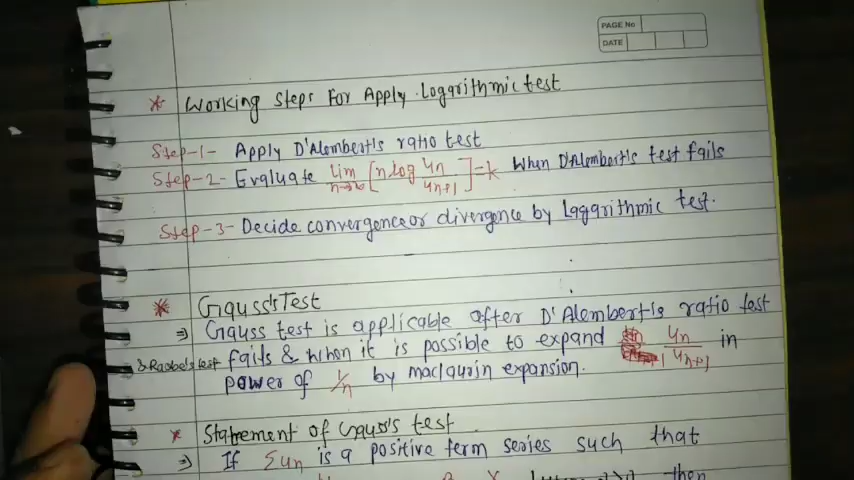 PAGE No
DATE
* Working Steps For Apply Logarithmic test
Step-1- Apply D'Alembert's ratio test
Step-2- Evaluate lim n→∞ [n log un/un+1] = k When D'Alembert's test fails
Step-3- Decide convergence or divergence by Logarithmic test.
* Gauss's Test
⇒ Gauss test is applicable after D'Alembert's ratio test
& Raabe's test fails & when it is possible to expand un/un+1 in
power of 1/n by maclaurin expansion.
* Statement of Gauss's test
⇒ If Σun is a positive term series such that
then